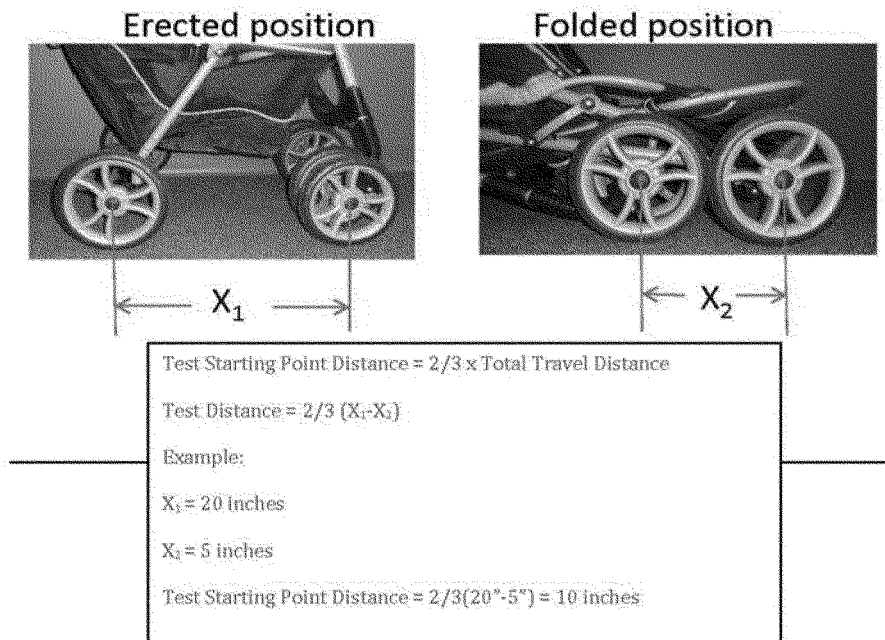 Erected position
Folded position
X₁
X₂
Test Starting Point Distance = 2/3 x Total Travel Distance
Test Distance = 2/3 (X₁-X₂)
Example:
X₁ = 20 inches
X₂ = 5 inches
Test Starting Point Distance = 2/3(20"-5") = 10 inches